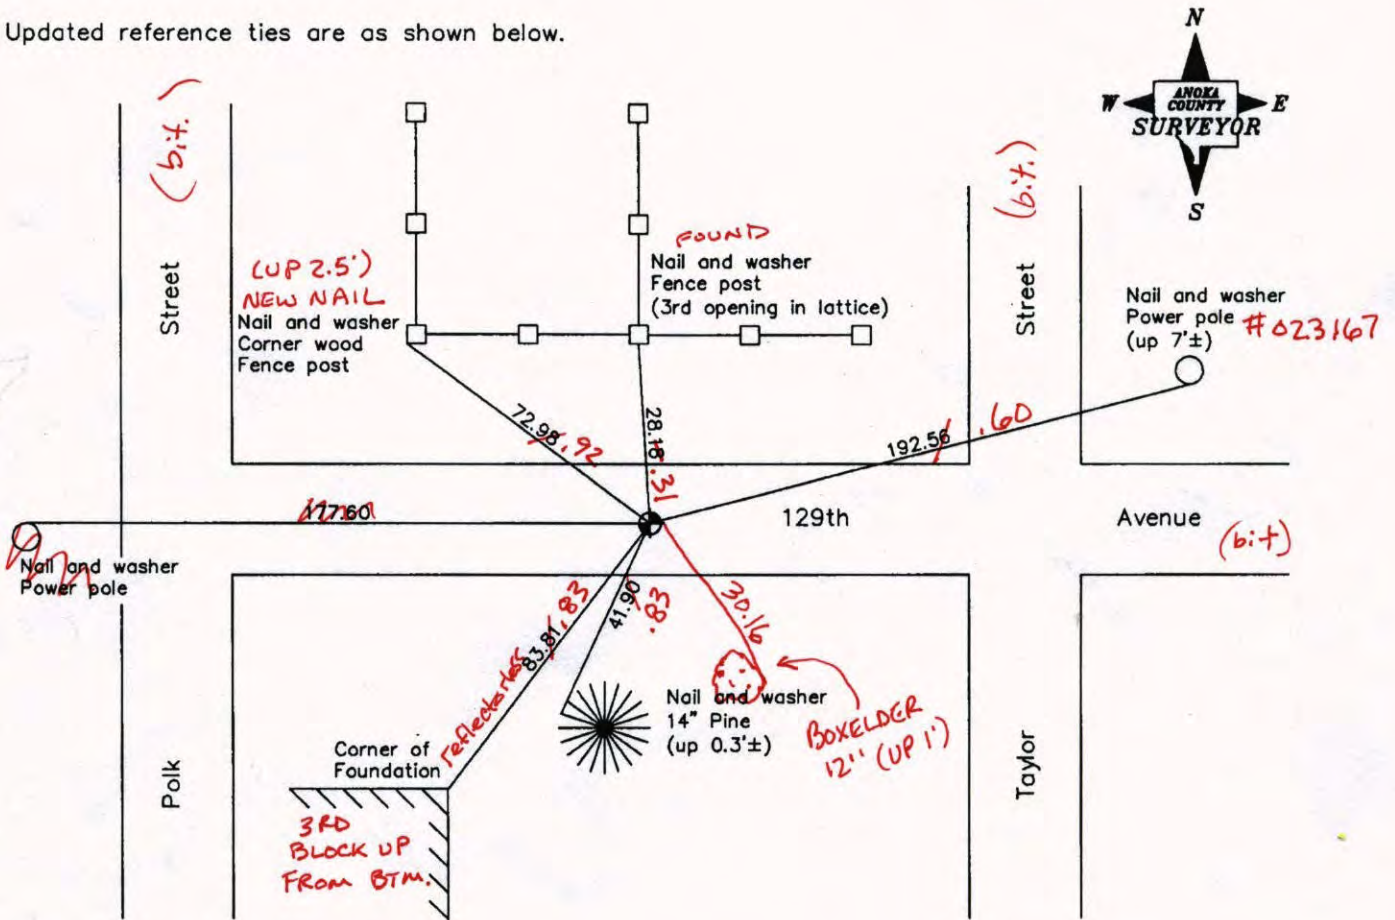 Updated reference ties are as shown below.
N
W
E
S
ANOKA
COUNTY
SURVEYOR
(bit.)
Street
(bit.)
Street
(UP 2.5')
NEW NAIL
Nail and washer
Corner wood
Fence post
FOUND
Nail and washer
Fence post
(3rd opening in lattice)
Nail and washer
Power pole #023167
(up 7'±)
72.98 .92
28.18 .31
192.56 .60
177.60
129th
Avenue
(bit)
Nail and washer
Power pole
83.81 .83
reflectorless
41.90 .83
30.16
Nail and washer
14" Pine
(up 0.3'±)
BOXELDER
12" (UP 1')
Corner of
Foundation
3RD
BLOCK UP
FROM BTM.
Polk
Taylor